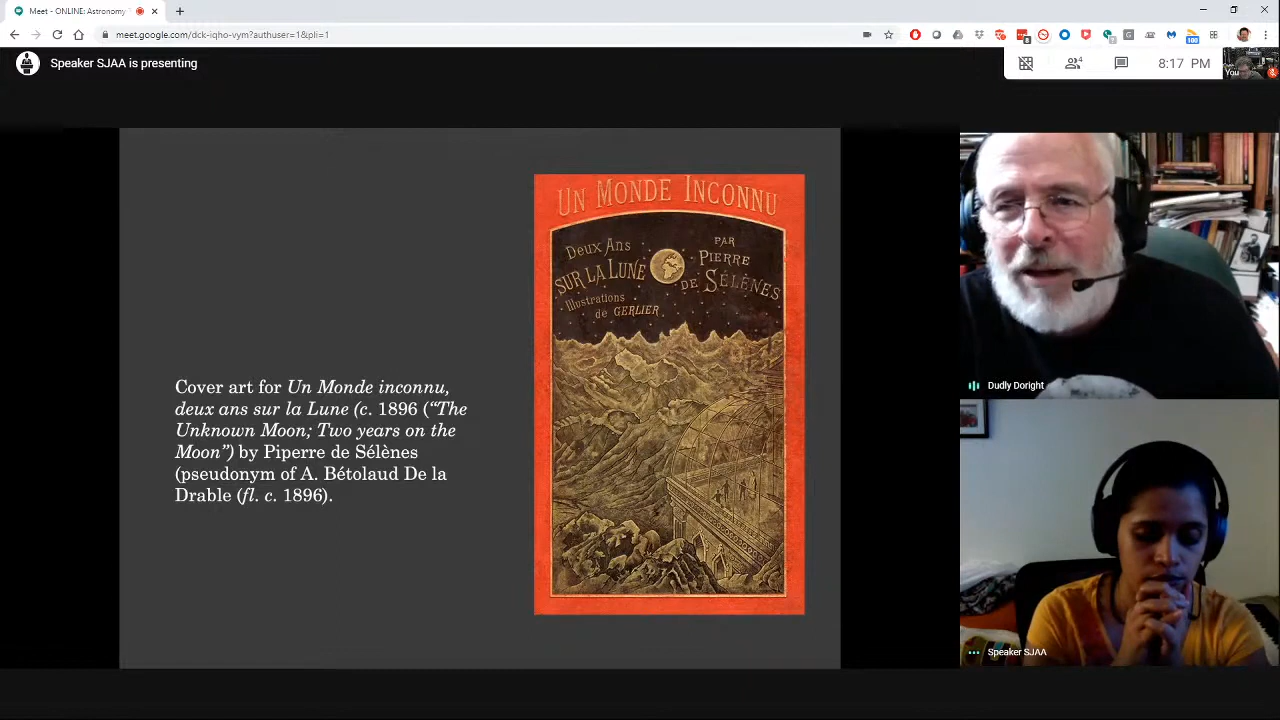 Meet - ONLINE: Astronomy
meet.google.com/dck-iqho-vym?authuser=1&pli=1
8
100
Speaker SJAA is presenting
4
8:17 PM
You
Cover art for Un Monde inconnu,
deux ans sur la Lune (c. 1896 (“The
Unknown Moon; Two years on the
Moon”) by Piperre de Sélènes
(pseudonym of A. Bétolaud De la
Drable (fl. c. 1896).
UN MONDE INCONNU
Deux Ans
SUR LA LUNE
Illustrations
de GERLIER
PAR
PIERRE
DE SÉLÈNES
Dudly Doright
Speaker SJAA